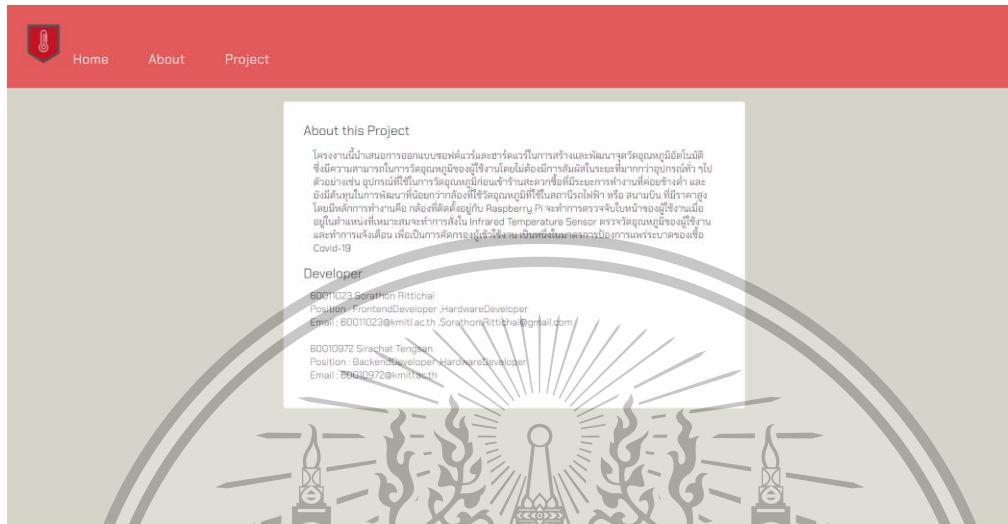 Home About Project
About this Project
โครงงานนี้นำเสนอการออกแบบซอฟต์แวร์และฮาร์ดแวร์ในการสร้างและพัฒนาจุดวัดอุณหภูมิอัตโนมัติ
ซึ่งมีความสามารถในการวัดอุณหภูมิของผู้ใช้งานโดยไม่ต้องมีการสัมผัสในระยะที่มากกว่าอุปกรณ์ทั่ว ๆไป
ตัวอย่างเช่น อุปกรณ์ที่ใช้ในการวัดอุณหภูมิก่อนเข้าร้านสะดวกซื้อที่มีระยะการทำงานที่ค่อยข้างต่ำ และ
ยังมีต้นทุนในการพัฒนาที่น้อยกว่ากล้องที่ใช้วัดอุณหภูมิที่ใช้ในสถานีรถไฟฟ้า หรือ สนามบิน ที่มีราคาสูง
โดยมีหลักการทำงานคือ กล้องที่ติดตั้งอยู่กับ Raspberry Pi จะทำการตรวจจับใบหน้าของผู้ใช้งานเมื่อ
อยู่ในตำแหน่งที่เหมาะสมจะทำการสั่งใน Infrared Temperature Sensor ตรวจวัดอุณหภูมิของผู้ใช้งาน
และทำการแจ้งเตือน เพื่อเป็นการคัดกรองผู้เข้าใช้งาน เป็นหนึ่งในมาตรการป้องการแพร่ระบาดของเชื้อ
Covid-19
Developer
60011023 Sorathon Rittichai
Position : FrontendDeveloper ,HardwareDeveloper
Email : 60011023@kmitl.ac.th ,SorathonRittichai@gmail.com
60010972 Sirachat Tengsan
Position : BackendDeveloper ,HardwareDeveloper
Email : 60010972@kmitl.ac.th